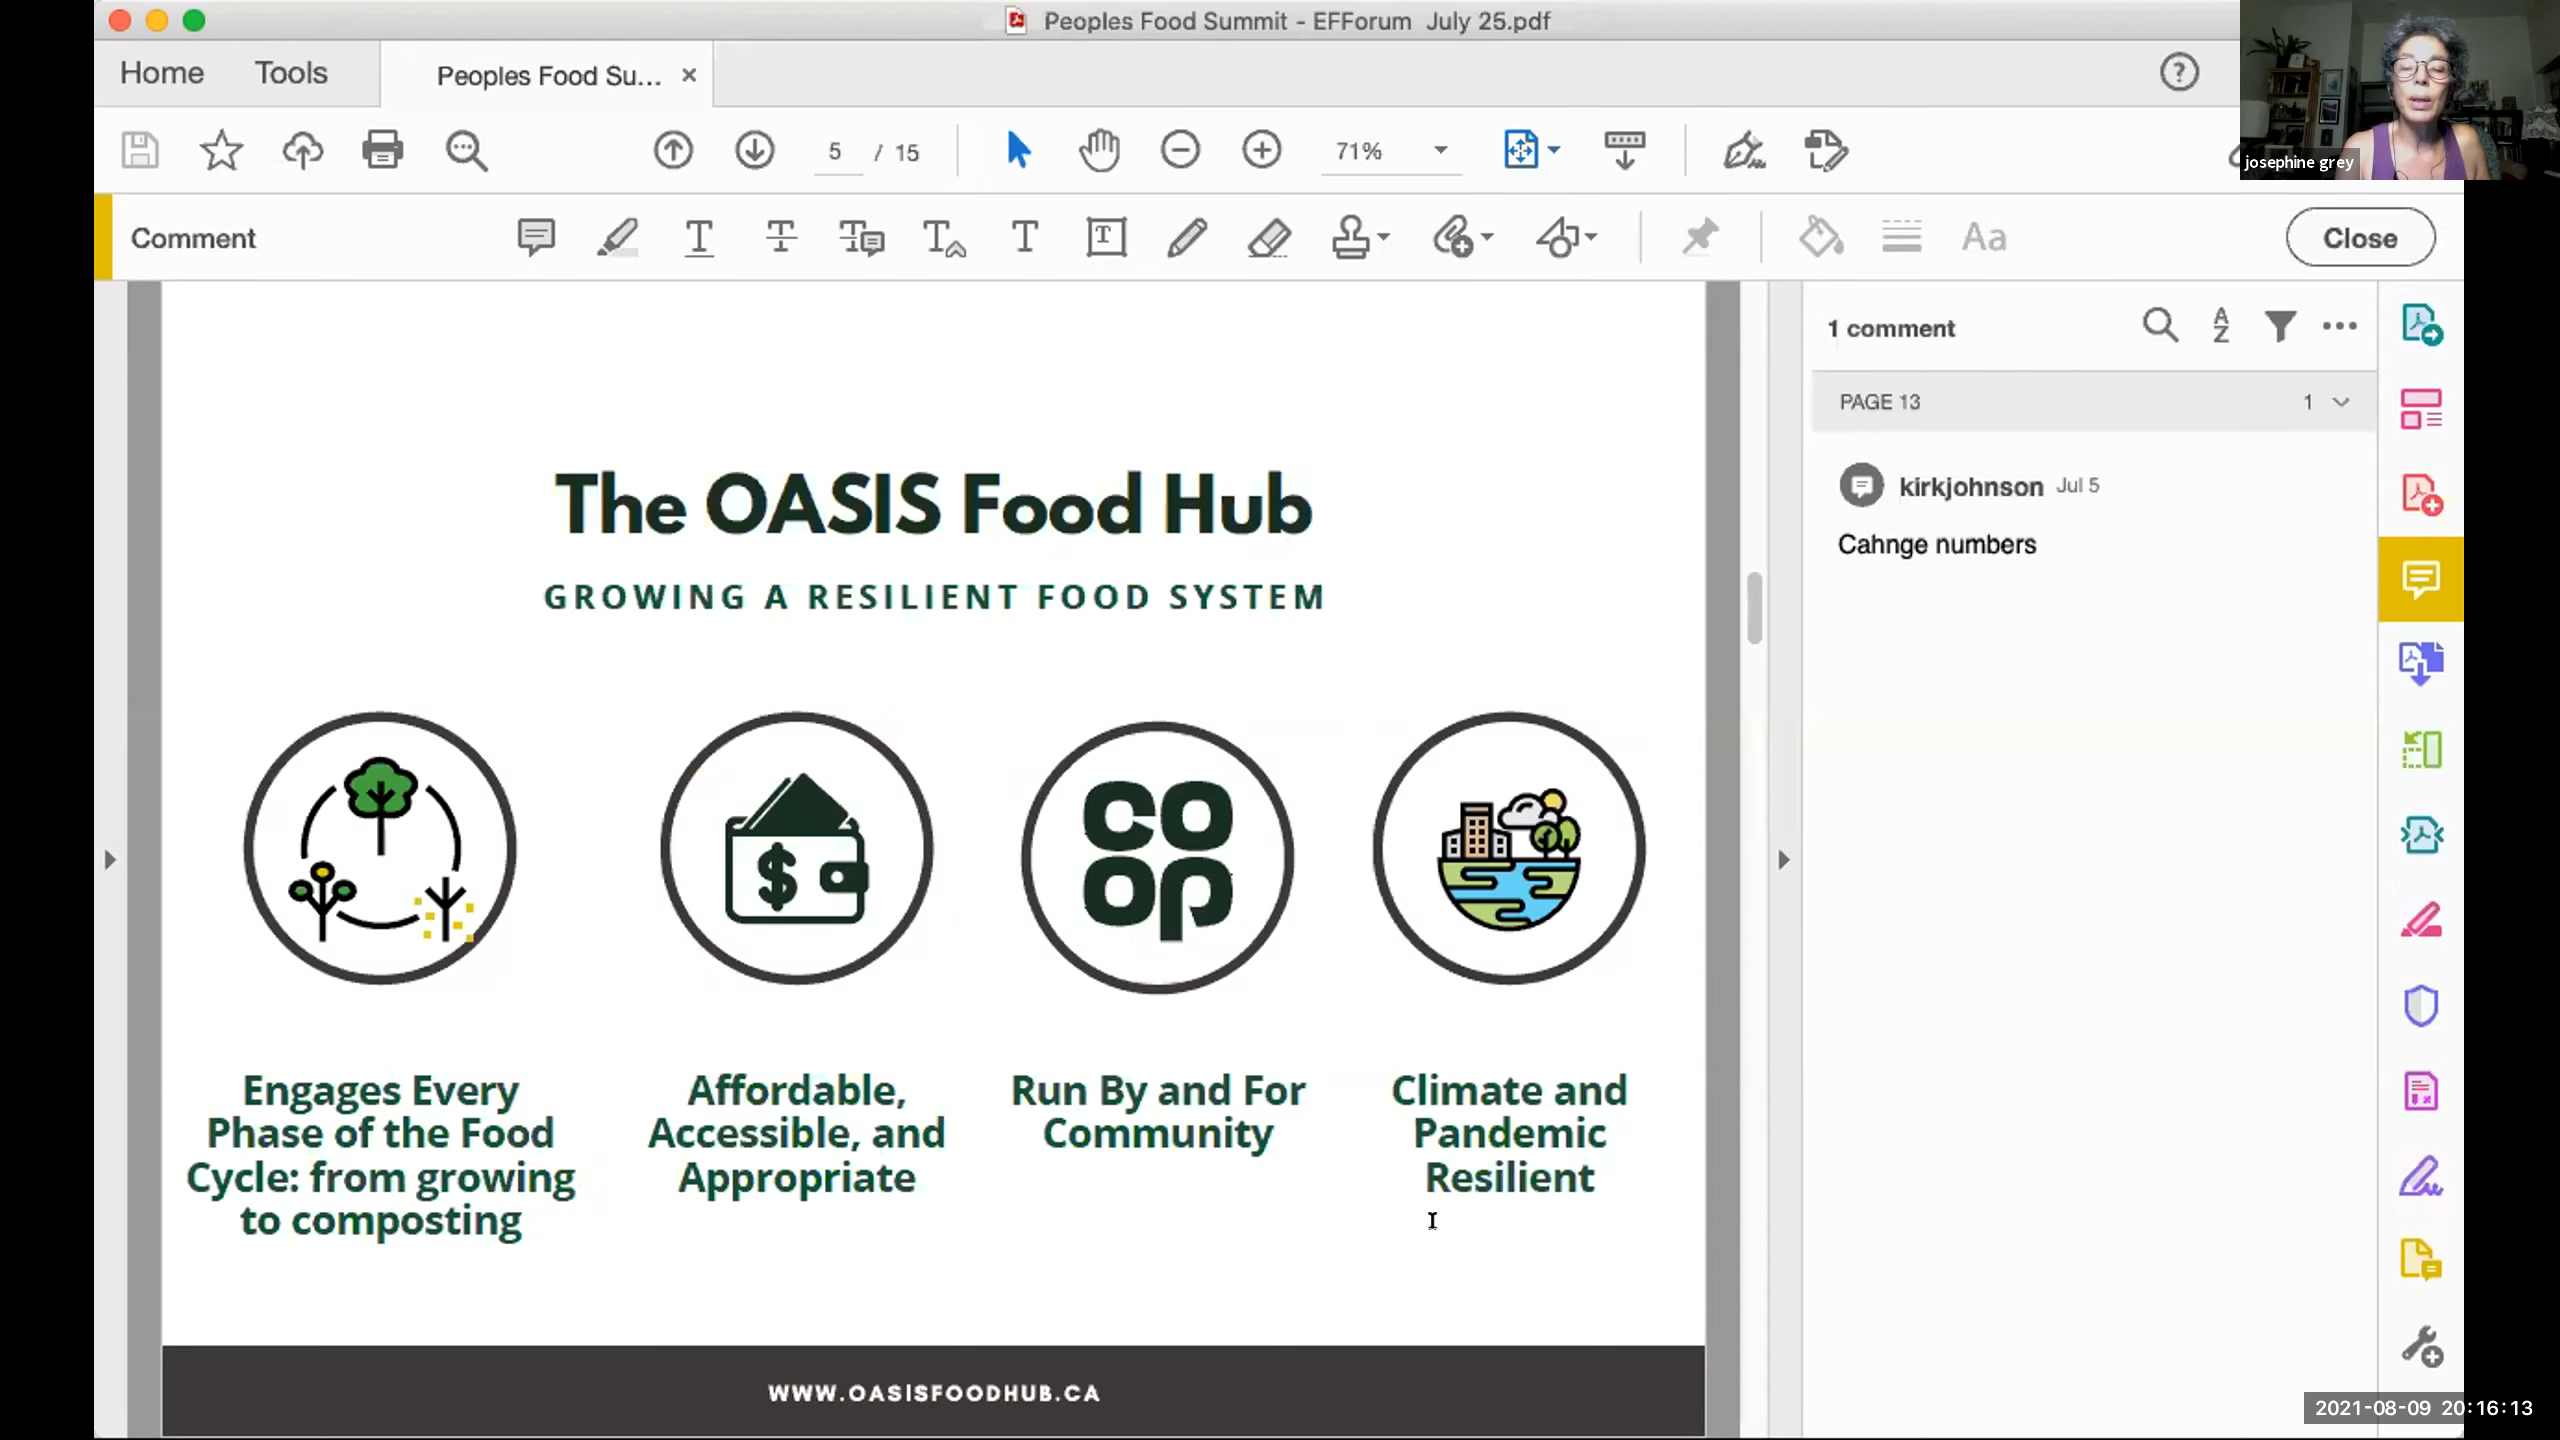 Peoples Food Summit - EFForum  July 25.pdf
Home
Tools
Peoples Food Su...
5 / 15
71%
josephine grey
Comment
Aa
Close
1 comment
PAGE 13
1
kirkjohnson Jul 5
Cahnge numbers
The OASIS Food Hub
GROWING A RESILIENT FOOD SYSTEM
$
co
op
Engages Every
Phase of the Food
Cycle: from growing
to composting
Affordable,
Accessible, and
Appropriate
Run By and For
Community
Climate and
Pandemic
Resilient
WWW.OASISFOODHUB.CA
2021-08-09 20:16:13